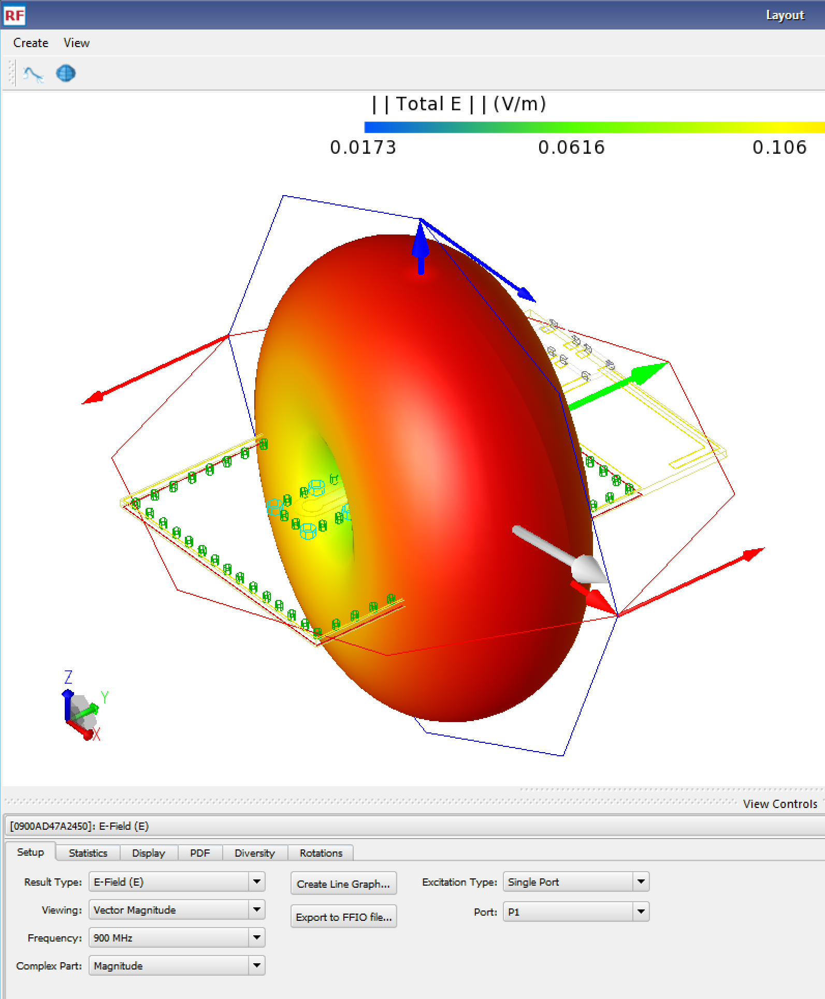 RF
Layout
Create View
|| Total E || (V/m)
0.0173 0.0616 0.106
Z
Y
X
View Controls
[0900AD47A2450]: E-Field (E)
Setup Statistics Display PDF Diversity Rotations
Result Type: E-Field (E) Create Line Graph... Excitation Type: Single Port
Viewing: Vector Magnitude Export to FFIO file... Port: P1
Frequency: 900 MHz
Complex Part: Magnitude